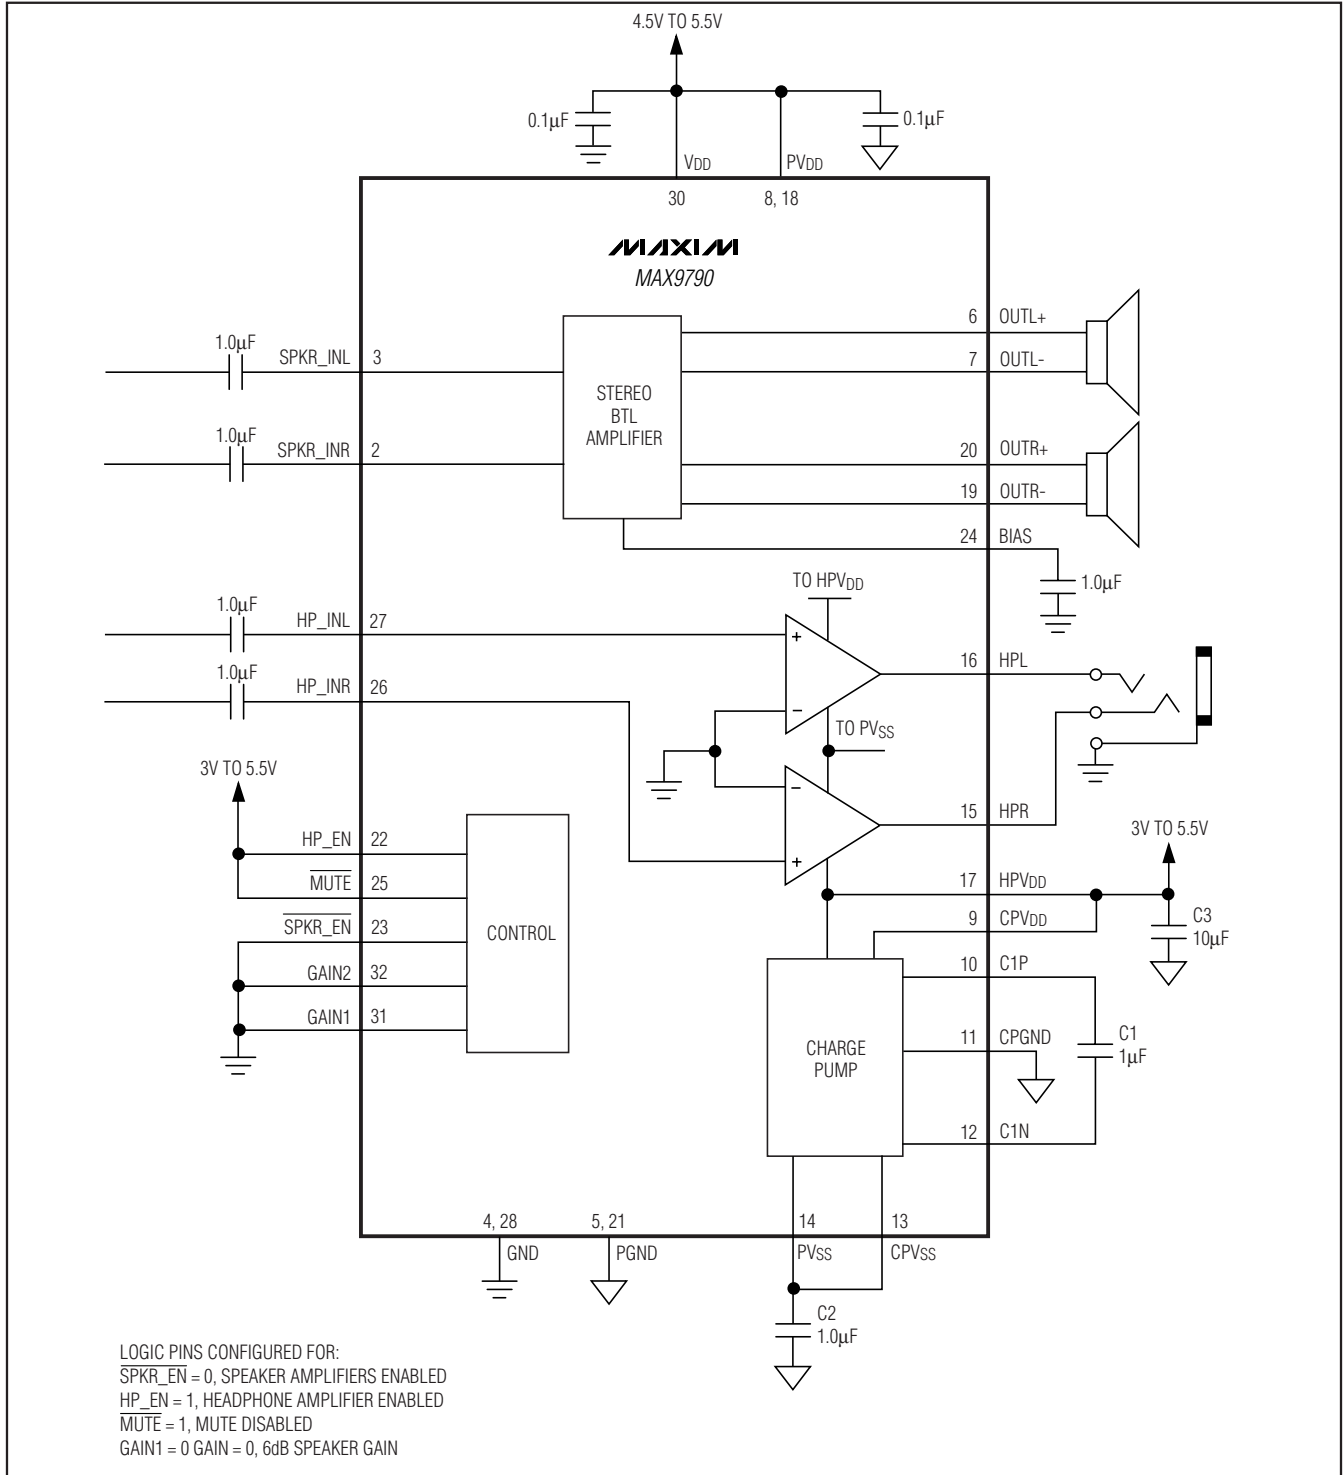 4.5V TO 5.5V
0.1µF
0.1µF
VDD
PVDD
30
8, 18
MAXIM
MAX9790
6
OUTL+
1.0µF
SPKR_INL
3
7
OUTL-
STEREO
BTL
AMPLIFIER
1.0µF
SPKR_INR
2
20
OUTR+
19
OUTR-
24
BIAS
TO HPVDD
1.0µF
1.0µF
HP_INL
27
+
16
HPL
1.0µF
HP_INR
26
−
TO PVSS
3V TO 5.5V
−
15
HPR
3V TO 5.5V
HP_EN
22
+
MUTE
25
17
HPVDD
SPKR_EN
23
CONTROL
9
CPVDD
C3
10µF
GAIN2
32
10
C1P
GAIN1
31
11
CPGND
C1
1µF
CHARGE
PUMP
12
C1N
4, 28
5, 21
14
13
GND
PGND
PVSS
CPVSS
C2
1.0µF
LOGIC PINS CONFIGURED FOR:
SPKR_EN = 0, SPEAKER AMPLIFIERS ENABLED
HP_EN = 1, HEADPHONE AMPLIFIER ENABLED
MUTE = 1, MUTE DISABLED
GAIN1 = 0 GAIN = 0, 6dB SPEAKER GAIN